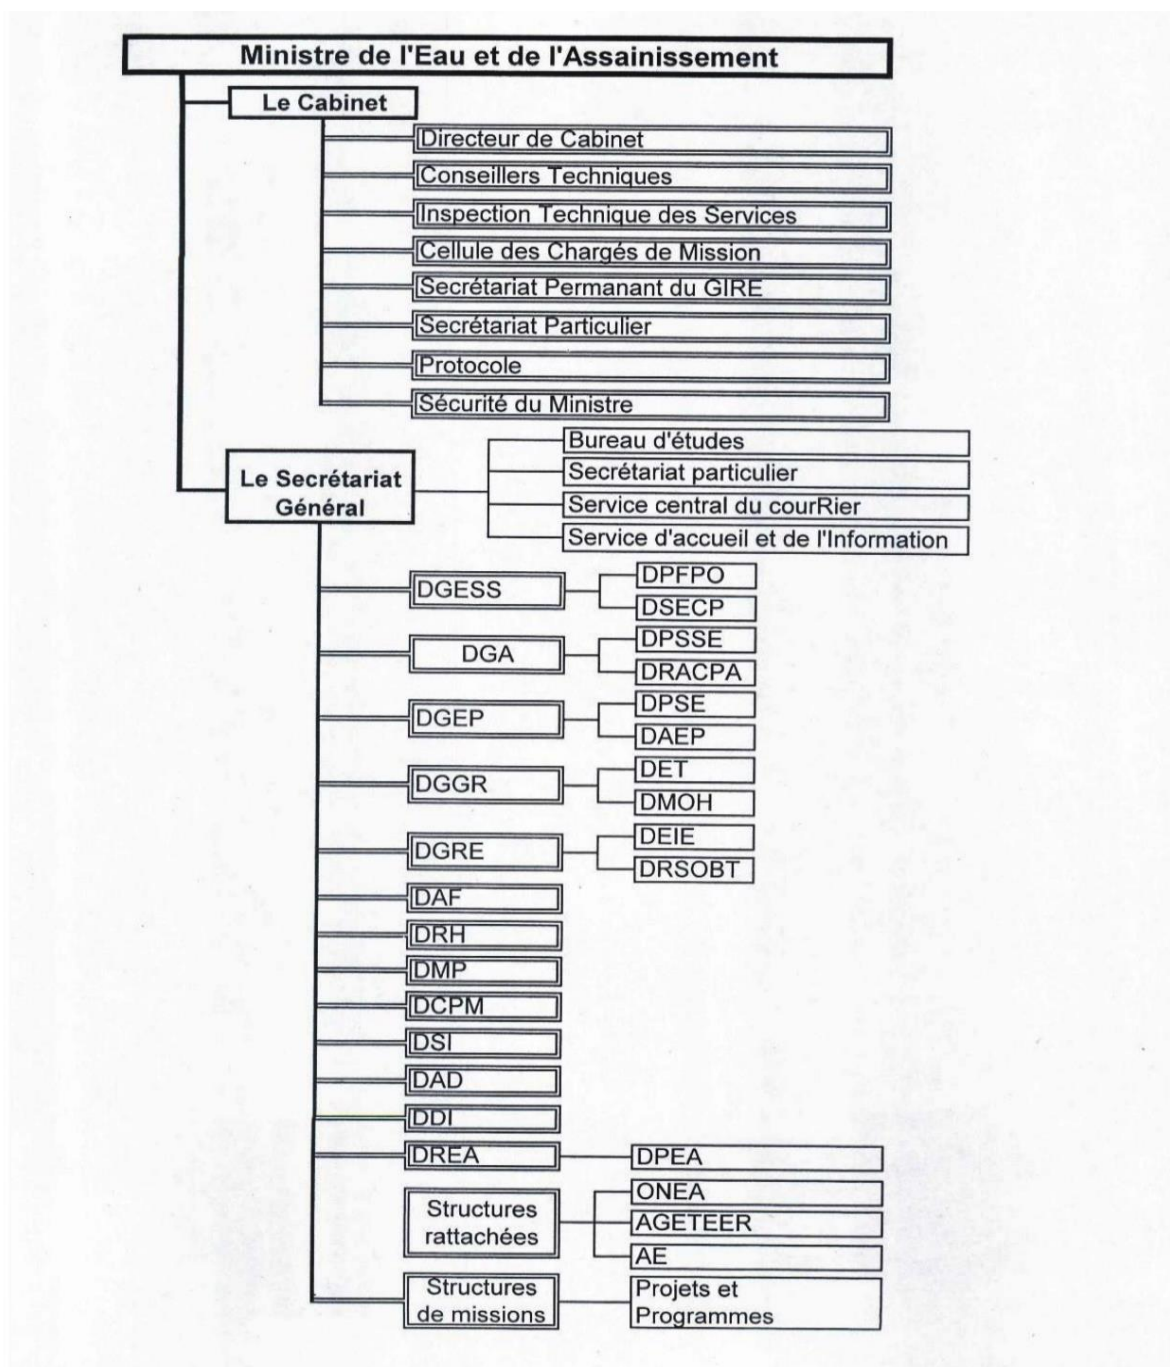 Ministre de l'Eau et de l'Assainissement
Le Cabinet
Directeur de Cabinet
Conseillers Techniques
Inspection Technique des Services
Cellule des Chargés de Mission
Secrétariat Permanant du GIRE
Secrétariat Particulier
Protocole
Sécurité du Ministre
Le Secrétariat
Général
Bureau d'études
Secrétariat particulier
Service central du courRier
Service d'accueil et de l'Information
DGESS
DPFPO
DSECP
DGA
DPSSE
DRACPA
DGEP
DPSE
DAEP
DGGR
DET
DMOH
DGRE
DEIE
DRSOBT
DAF
DRH
DMP
DCPM
DSI
DAD
DDI
DREA
DPEA
Structures
rattachées
ONEA
AGETEER
AE
Structures
de missions
Projets et
Programmes